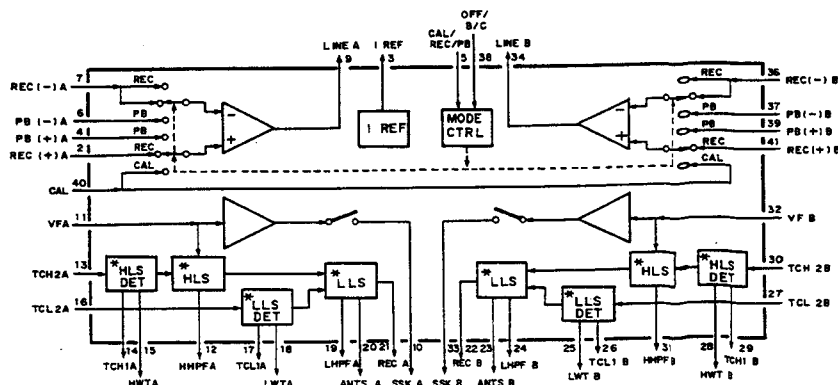 OFF/
B/C
CAL/
REC/PB
LINE A I REF LINE B
9 3 5 38 34
7 REC 36
REC(-)A REC(-)B
6 PB 37
PB(-)A PB(-)B
4 PB 39
PB(+)A PB(+)B
2 REC 41
REC(+)A REC(+)B
CAL
40
CAL
REC
PB
PB
REC
CAL
-
+
I REF
MODE
CTRL
-
+
11 32
VFA VF B
13 30
TCH2A TCH 2B
*HLS
DET
*HLS
*LLS
*LLS
*HLS
*HLS
DET
16 27
TCL2A TCL 2B
*LLS
DET
*LLS
DET
14 15 12 17 18 19 20 21 10 33 22 23 24 25 26 31 28 29
TCH1A HHPFA TCL1A LHPFA REC A SSK A REC B LHPF B TCL1 B HHPF B TCH1 B
HWTA LWTA ANTS A SSK B ANTS B LWT B HWT B